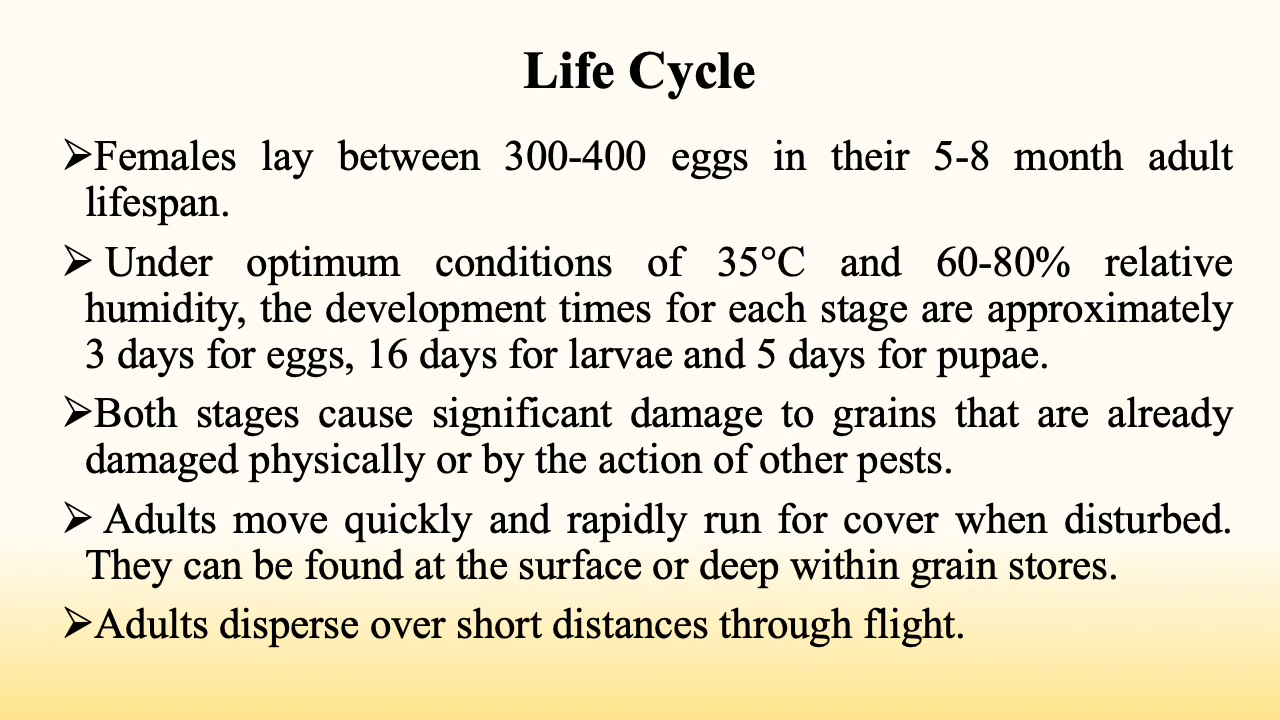 Life Cycle
➢Females lay between 300-400 eggs in their 5-8 month adult
lifespan.
➢ Under optimum conditions of 35°C and 60-80% relative
humidity, the development times for each stage are approximately
3 days for eggs, 16 days for larvae and 5 days for pupae.
➢Both stages cause significant damage to grains that are already
damaged physically or by the action of other pests.
➢ Adults move quickly and rapidly run for cover when disturbed.
They can be found at the surface or deep within grain stores.
➢Adults disperse over short distances through flight.